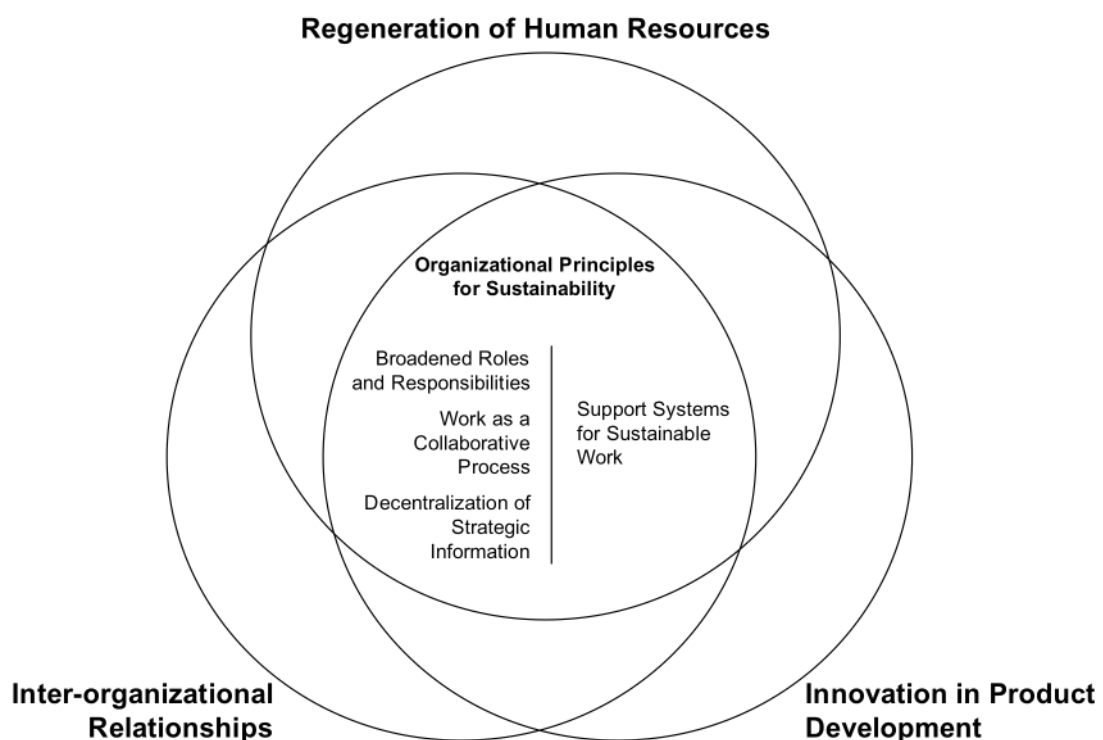 Regeneration of Human Resources
Organizational Principles
for Sustainability
Broadened Roles
and Responsibilities
Work as a
Collaborative
Process
Decentralization of
Strategic
Information
Support Systems
for Sustainable
Work
Inter-organizational
Relationships
Innovation in Product
Development